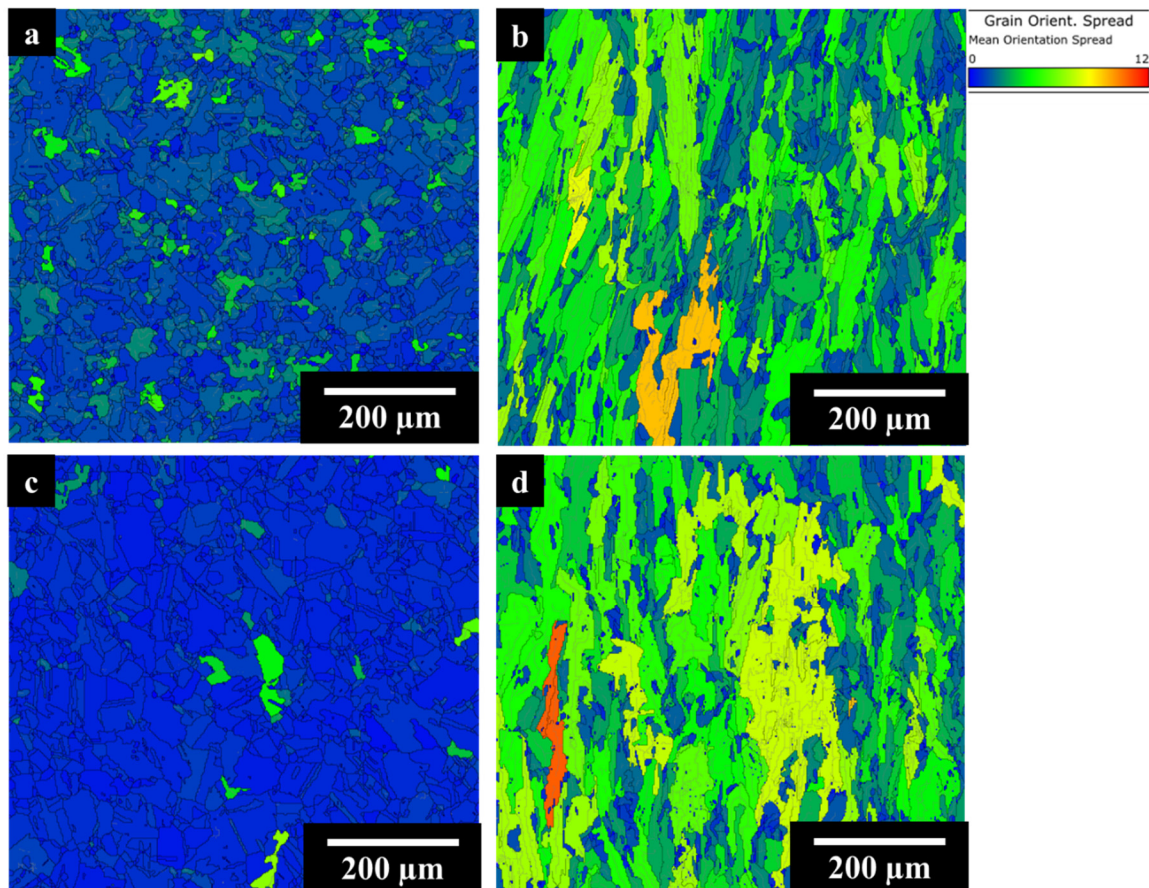 a
b
Grain Orient. Spread
Mean Orientation Spread
0 12
200 µm
200 µm
c
d
200 µm
200 µm